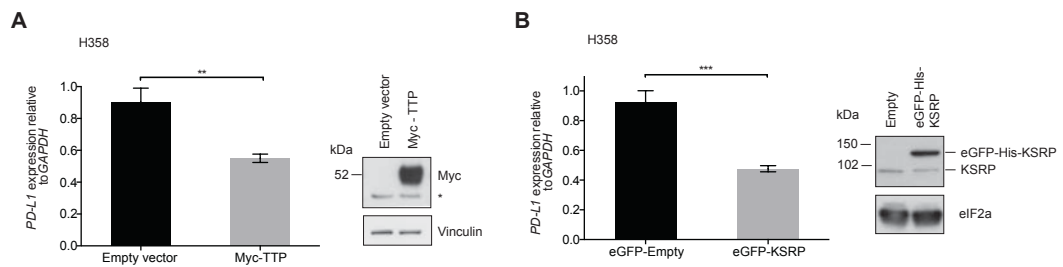 A
H358
**
PD-L1 expression relative
to GAPDH
1.0
0.8
0.6
0.4
0.2
0.0
Empty vector
Myc-TTP
Empty vector
Myc - TTP
kDa
52
Myc
*
Vinculin
B
H358
***
PD-L1 expression relative
to GAPDH
1.0
0.8
0.6
0.4
0.2
0.0
eGFP-Empty
eGFP-KSRP
Empty
eGFP-His-
KSRP
kDa
150
102
eGFP-His-KSRP
KSRP
eIF2a